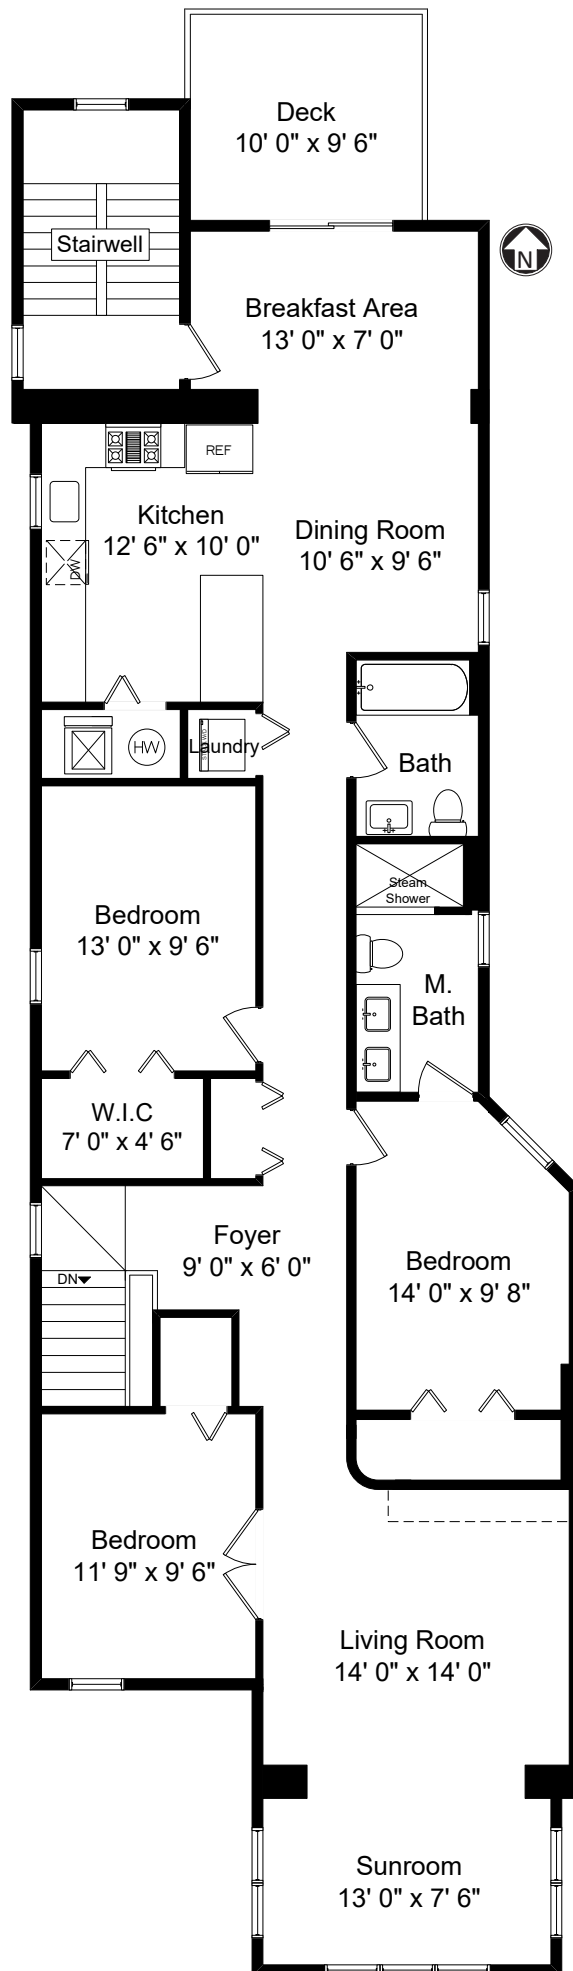 Deck
10' 0" x 9' 6"
Stairwell
N
Breakfast Area
13' 0" x 7' 0"
REF
Kitchen
12' 6" x 10' 0"
Dining Room
10' 6" x 9' 6"
DW
HW
Laundry
Bath
Steam
Shower
Bedroom
13' 0" x 9' 6"
M.
Bath
W.I.C
7' 0" x 4' 6"
Foyer
9' 0" x 6' 0"
DN
Bedroom
14' 0" x 9' 8"
Bedroom
11' 9" x 9' 6"
Living Room
14' 0" x 14' 0"
Sunroom
13' 0" x 7' 6"